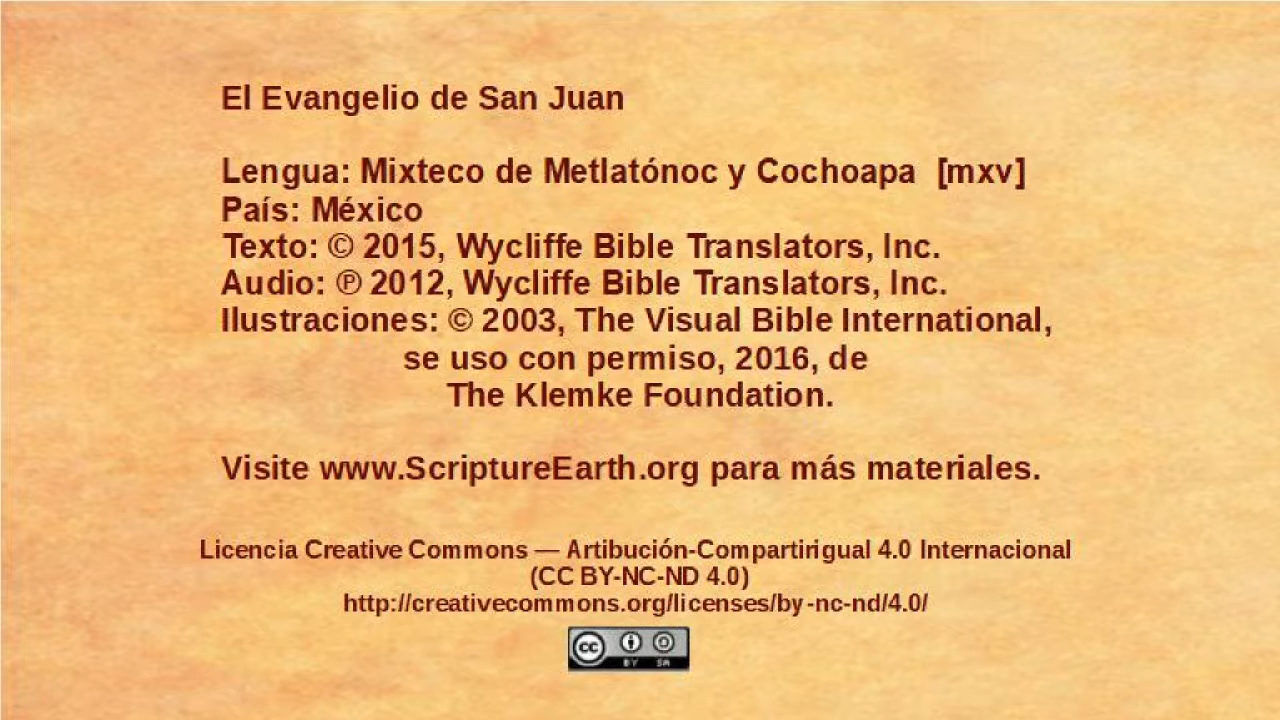 El Evangelio de San Juan
Lengua: Mixteco de Metlatónoc y Cochoapa [mxv]
País: México
Texto: © 2015, Wycliffe Bible Translators, Inc.
Audio: ℗ 2012, Wycliffe Bible Translators, Inc.
Ilustraciones: © 2003, The Visual Bible International,
se uso con permiso, 2016, de
The Klemke Foundation.
Visite www.ScriptureEarth.org para más materiales.
Licencia Creative Commons — Artibución-Compartirigual 4.0 Internacional
(CC BY-NC-ND 4.0)
http://creativecommons.org/licenses/by-nc-nd/4.0/
cc BY SA